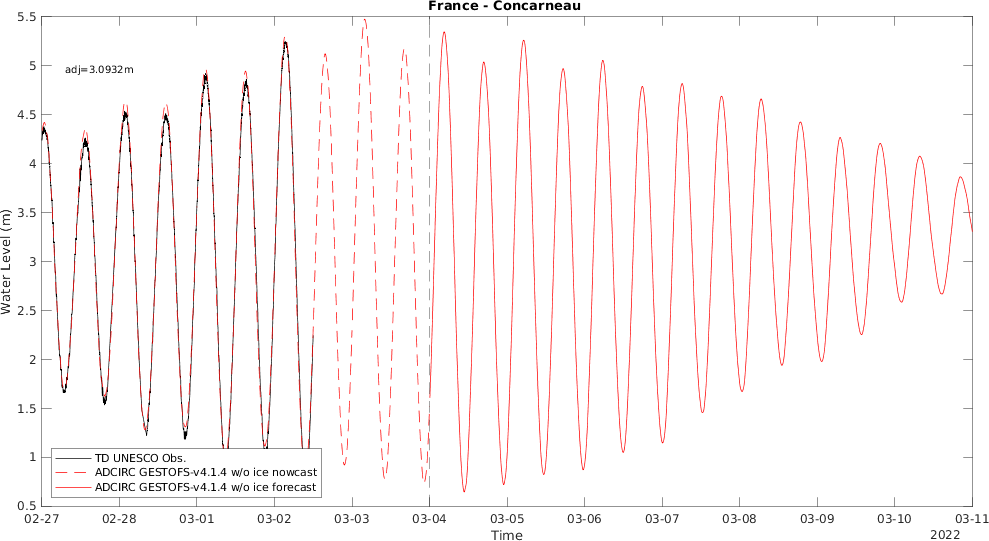 France - Concarneau
5.5
5
4.5
4
3.5
3
2.5
2
1.5
1
0.5
Water Level (m)
adj=3.0932m
TD UNESCO Obs.
ADCIRC GESTOFS-v4.1.4 w/o ice nowcast
ADCIRC GESTOFS-v4.1.4 w/o ice forecast
02-27 02-28 03-01 03-02 03-03 03-04 03-05 03-06 03-07 03-08 03-09 03-10 03-11
Time
2022